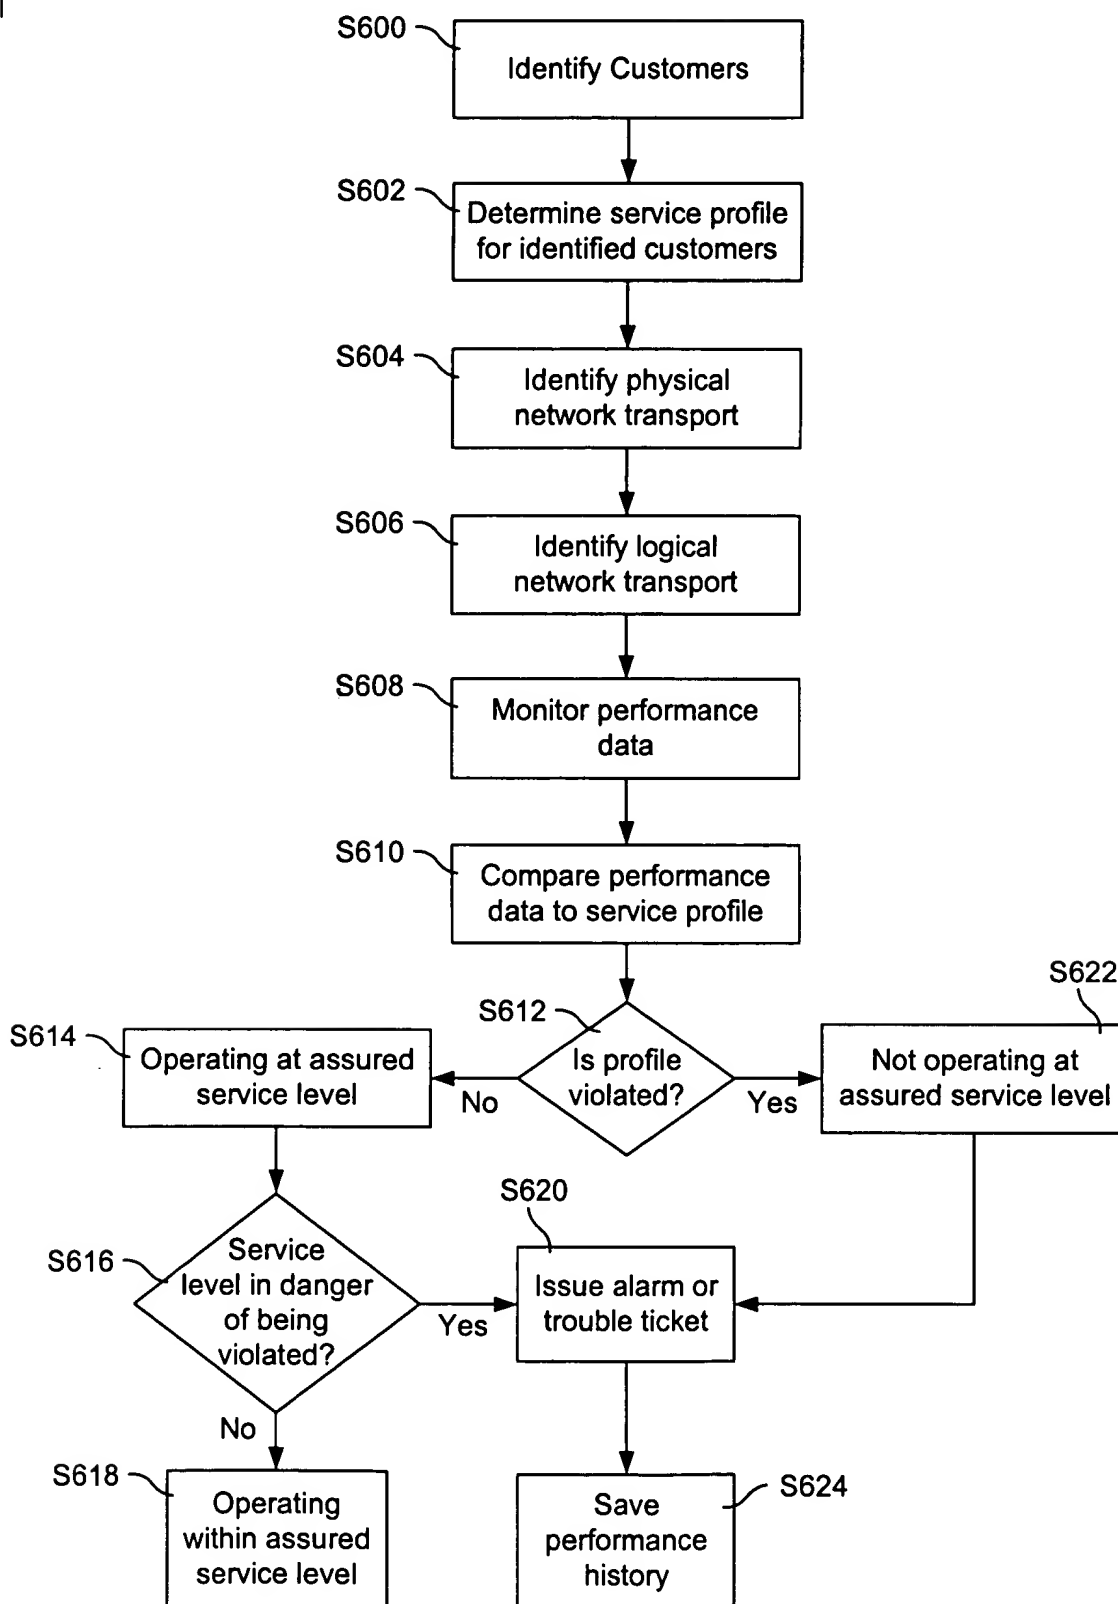 S600
Identify Customers
S602
Determine service profile
for identified customers
S604
Identify physical
network transport
S606
Identify logical
network transport
S608
Monitor performance
data
S610
Compare performance
data to service profile
S612
Is profile
violated?
No
Yes
S614
Operating at assured
service level
S622
Not operating at
assured service level
S616
Service
level in danger
of being
violated?
Yes
No
S620
Issue alarm or
trouble ticket
S618
Operating
within assured
service level
S624
Save
performance
history